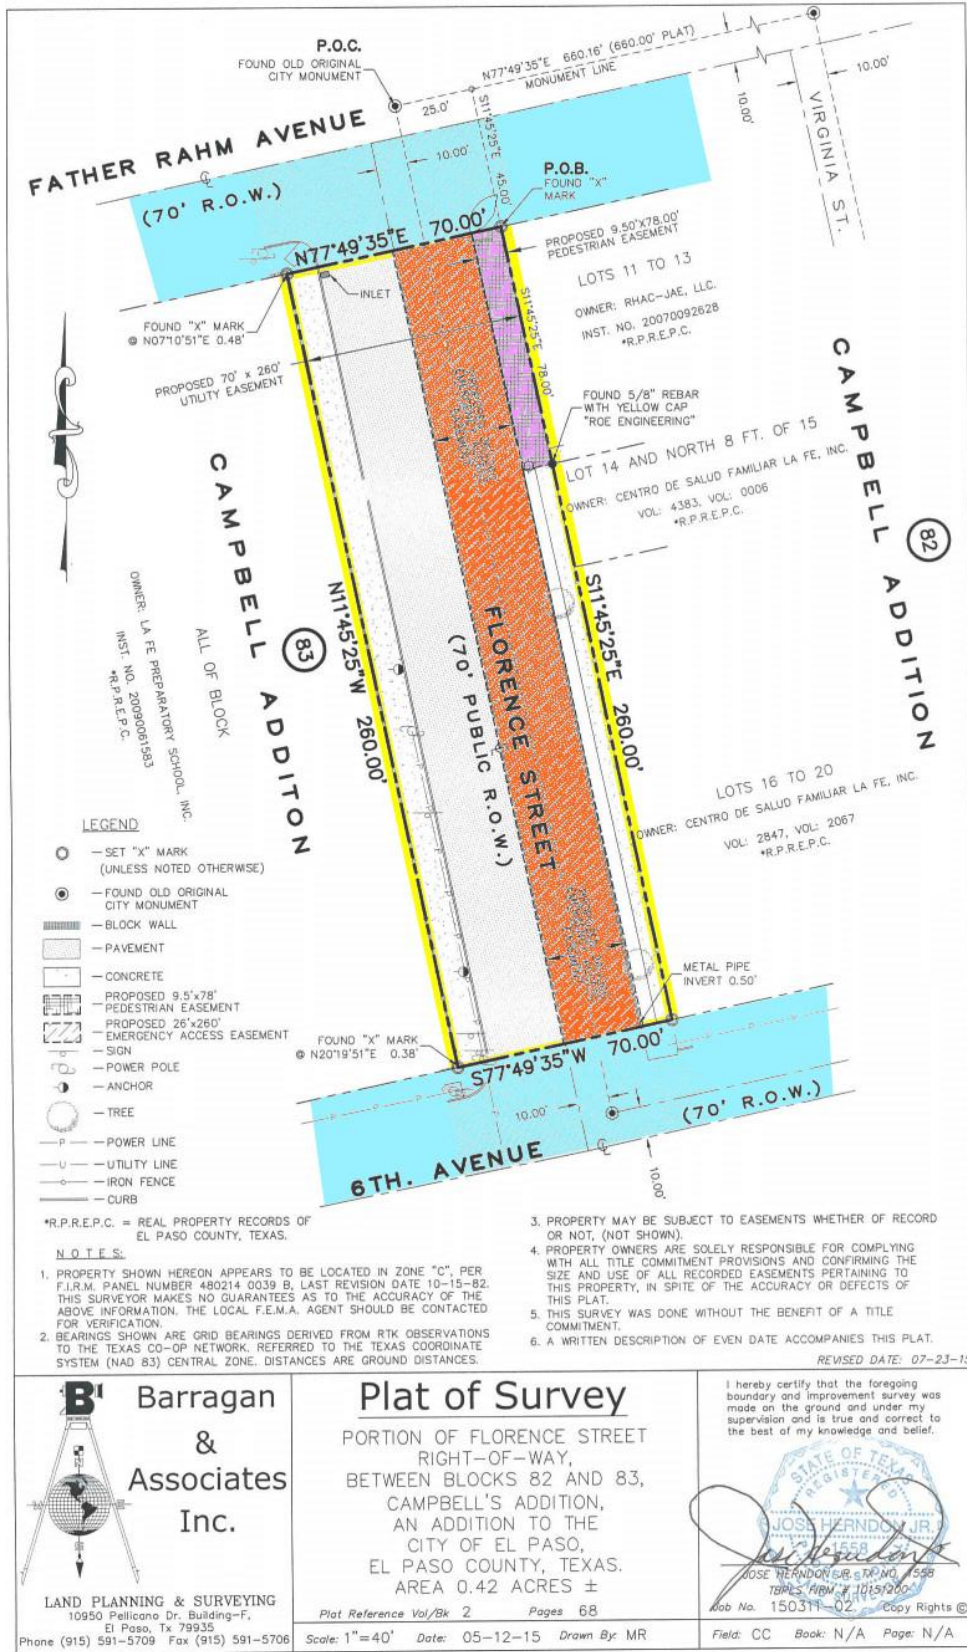 P.O.C.
FOUND OLD ORIGINAL
CITY MONUMENT
N77°49'35"E 660.16' (660.00' PLAT)
MONUMENT LINE
25.0'
10.00'
10.00'
10.00'
S11°45'25"E 45.00'
VIRGINIA ST.
FATHER RAHM AVENUE
(70' R.O.W.)
P.O.B.
FOUND "X"
MARK
N77°49'35"E 70.00'
PROPOSED 9.50'X78.00'
PEDESTRIAN EASEMENT
INLET
LOTS 11 TO 13
OWNER: RHAC-JAE, LLC.
INST. NO. 20070092628
*R.P.R.E.P.C.
S11°45'25"E 78.00'
FOUND "X" MARK
@ N07°10'51"E 0.48'
PROPOSED 70' x 260'
UTILITY EASEMENT
FOUND 5/8" REBAR
WITH YELLOW CAP
"ROE ENGINEERING"
LOT 14 AND NORTH 8 FT. OF 15
OWNER: CENTRO DE SALUD FAMILIAR LA FE, INC.
VOL: 4383, VOL: 0006
*R.P.R.E.P.C.
CAMPBELL ADDITION
82
CAMPBELL ADDITON
83
ALL OF BLOCK
OWNER: LA FE PREPARATORY SCHOOL, INC.
INST. NO. 20090061583
*R.P.R.E.P.C.
N11°45'25"W 260.00'
FLORENCE STREET
(70' PUBLIC R.O.W.)
S11°45'25"E 260.00'
LOTS 16 TO 20
OWNER: CENTRO DE SALUD FAMILIAR LA FE, INC.
VOL: 2847, VOL: 2067
*R.P.R.E.P.C.
METAL PIPE
INVERT 0.50'
FOUND "X" MARK
@ N20°19'51"E 0.38'
S77°49'35"W 70.00'
10.00'
(70' R.O.W.)
6TH. AVENUE
10.00'
LEGEND
— SET "X" MARK
(UNLESS NOTED OTHERWISE)
— FOUND OLD ORIGINAL
CITY MONUMENT
— BLOCK WALL
— PAVEMENT
— CONCRETE
PROPOSED 9.5'x78'
— PEDESTRIAN EASEMENT
PROPOSED 26'x260'
— EMERGENCY ACCESS EASEMENT
— SIGN
— POWER POLE
— ANCHOR
— TREE
P — POWER LINE
U — UTILITY LINE
— IRON FENCE
— CURB
*R.P.R.E.P.C. = REAL PROPERTY RECORDS OF
EL PASO COUNTY, TEXAS.
NOTES:
1. PROPERTY SHOWN HEREON APPEARS TO BE LOCATED IN ZONE "C", PER
F.I.R.M. PANEL NUMBER 480214 0039 B, LAST REVISION DATE 10-15-82.
THIS SURVEYOR MAKES NO GUARANTEES AS TO THE ACCURACY OF THE
ABOVE INFORMATION. THE LOCAL F.E.M.A. AGENT SHOULD BE CONTACTED
FOR VERIFICATION.
2. BEARINGS SHOWN ARE GRID BEARINGS DERIVED FROM RTK OBSERVATIONS
TO THE TEXAS CO-OP NETWORK. REFERRED TO THE TEXAS COORDINATE
SYSTEM (NAD 83) CENTRAL ZONE. DISTANCES ARE GROUND DISTANCES.
3. PROPERTY MAY BE SUBJECT TO EASEMENTS WHETHER OF RECORD
OR NOT, (NOT SHOWN).
4. PROPERTY OWNERS ARE SOLELY RESPONSIBLE FOR COMPLYING
WITH ALL TITLE COMMITMENT PROVISIONS AND CONFIRMING THE
SIZE AND USE OF ALL RECORDED EASEMENTS PERTAINING TO
THIS PROPERTY, IN SPITE OF THE ACCURACY OR DEFECTS OF
THIS PLAT.
5. THIS SURVEY WAS DONE WITHOUT THE BENEFIT OF A TITLE
COMMITMENT.
6. A WRITTEN DESCRIPTION OF EVEN DATE ACCOMPANIES THIS PLAT.
REVISED DATE: 07-23-15
B
Barragan
&
Associates
Inc.
LAND PLANNING & SURVEYING
10950 Pellicano Dr. Building-F,
El Paso, Tx 79935
Phone (915) 591-5709 Fax (915) 591-5706
Plat of Survey
PORTION OF FLORENCE STREET
RIGHT-OF-WAY,
BETWEEN BLOCKS 82 AND 83,
CAMPBELL'S ADDITION,
AN ADDITION TO THE
CITY OF EL PASO,
EL PASO COUNTY, TEXAS.
AREA 0.42 ACRES ±
Plat Reference Vol/Bk 2 Pages 68
Scale: 1"=40' Date: 05-12-15 Drawn By: MR
I hereby certify that the foregoing
boundary and improvement survey was
made on the ground and under my
supervision and is true and correct to
the best of my knowledge and belief.
STATE OF TEXAS
REGISTERED
JOSE HERNDON JR.
1558
JOSE HERNDON JR. TX NO. 1558
TBPLS FIRM # 10151200
Job No. 150311-02 Copy Rights ©
Field: CC Book: N/A Page: N/A